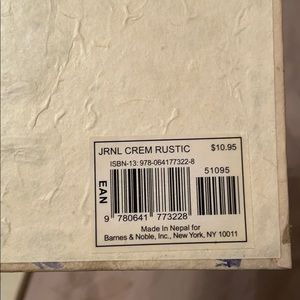 JRNL CREM RUSTIC $10.95
ISBN-13: 978-064177322-8
51095
EAN
9 780641 773228
Made In Nepal for
Barnes & Noble, Inc., New York, NY 10011